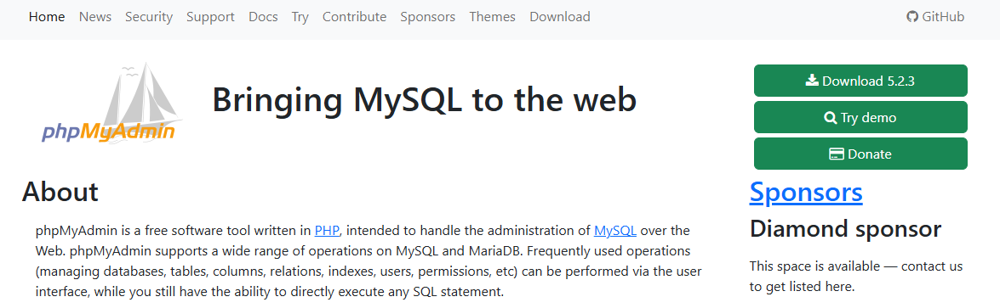 Home News Security Support Docs Try Contribute Sponsors Themes Download GitHub
phpMyAdmin
Bringing MySQL to the web
Download 5.2.3
Try demo
Donate
About
phpMyAdmin is a free software tool written in PHP, intended to handle the administration of MySQL over the
Web. phpMyAdmin supports a wide range of operations on MySQL and MariaDB. Frequently used operations
(managing databases, tables, columns, relations, indexes, users, permissions, etc) can be performed via the user
interface, while you still have the ability to directly execute any SQL statement.
Sponsors
Diamond sponsor
This space is available — contact us
to get listed here.